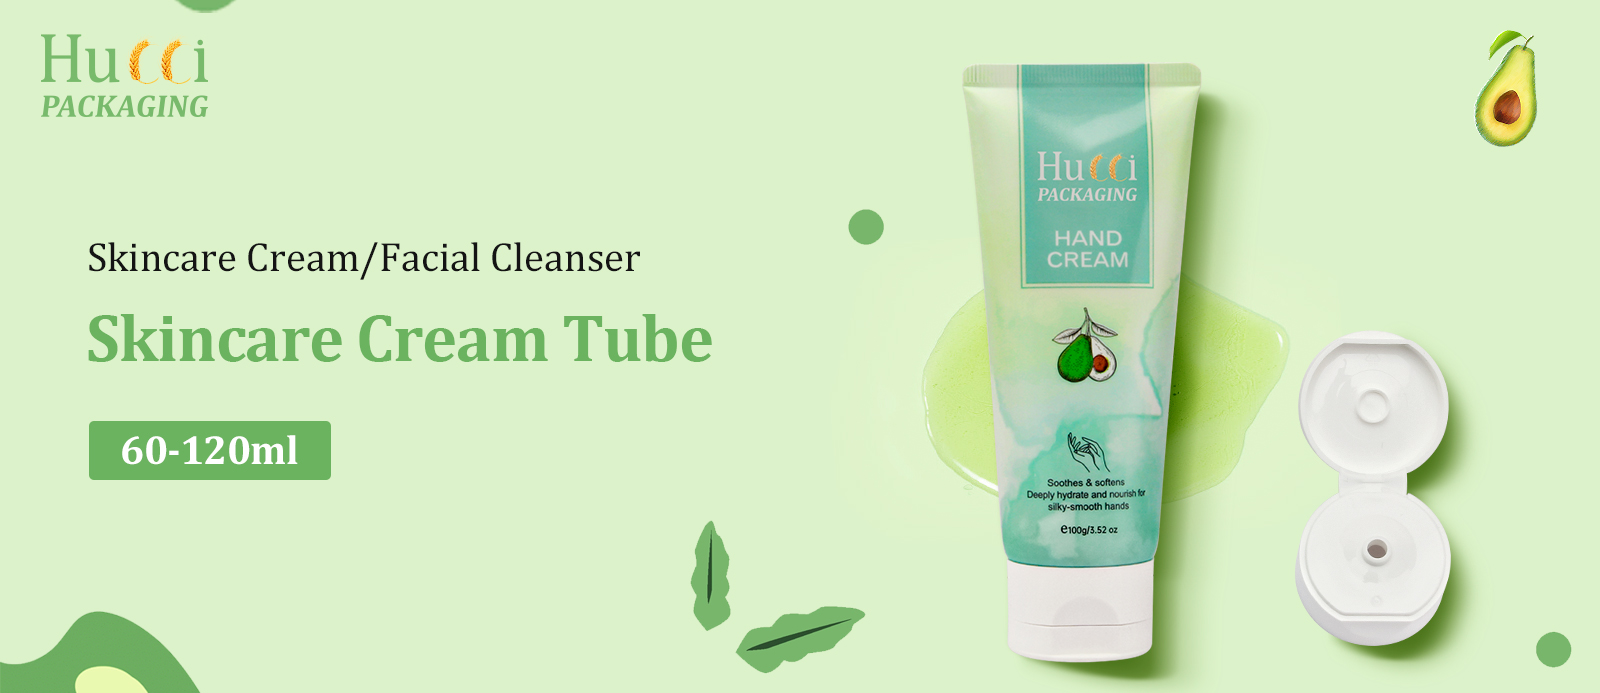 Hucci
PACKAGING
Skincare Cream/Facial Cleanser
Skincare Cream Tube
60-120ml
Hucci
PACKAGING
HAND
CREAM
Soothes & softens
Deeply hydrate and nourish for
silky-smooth hands
e100g/3.52 oz